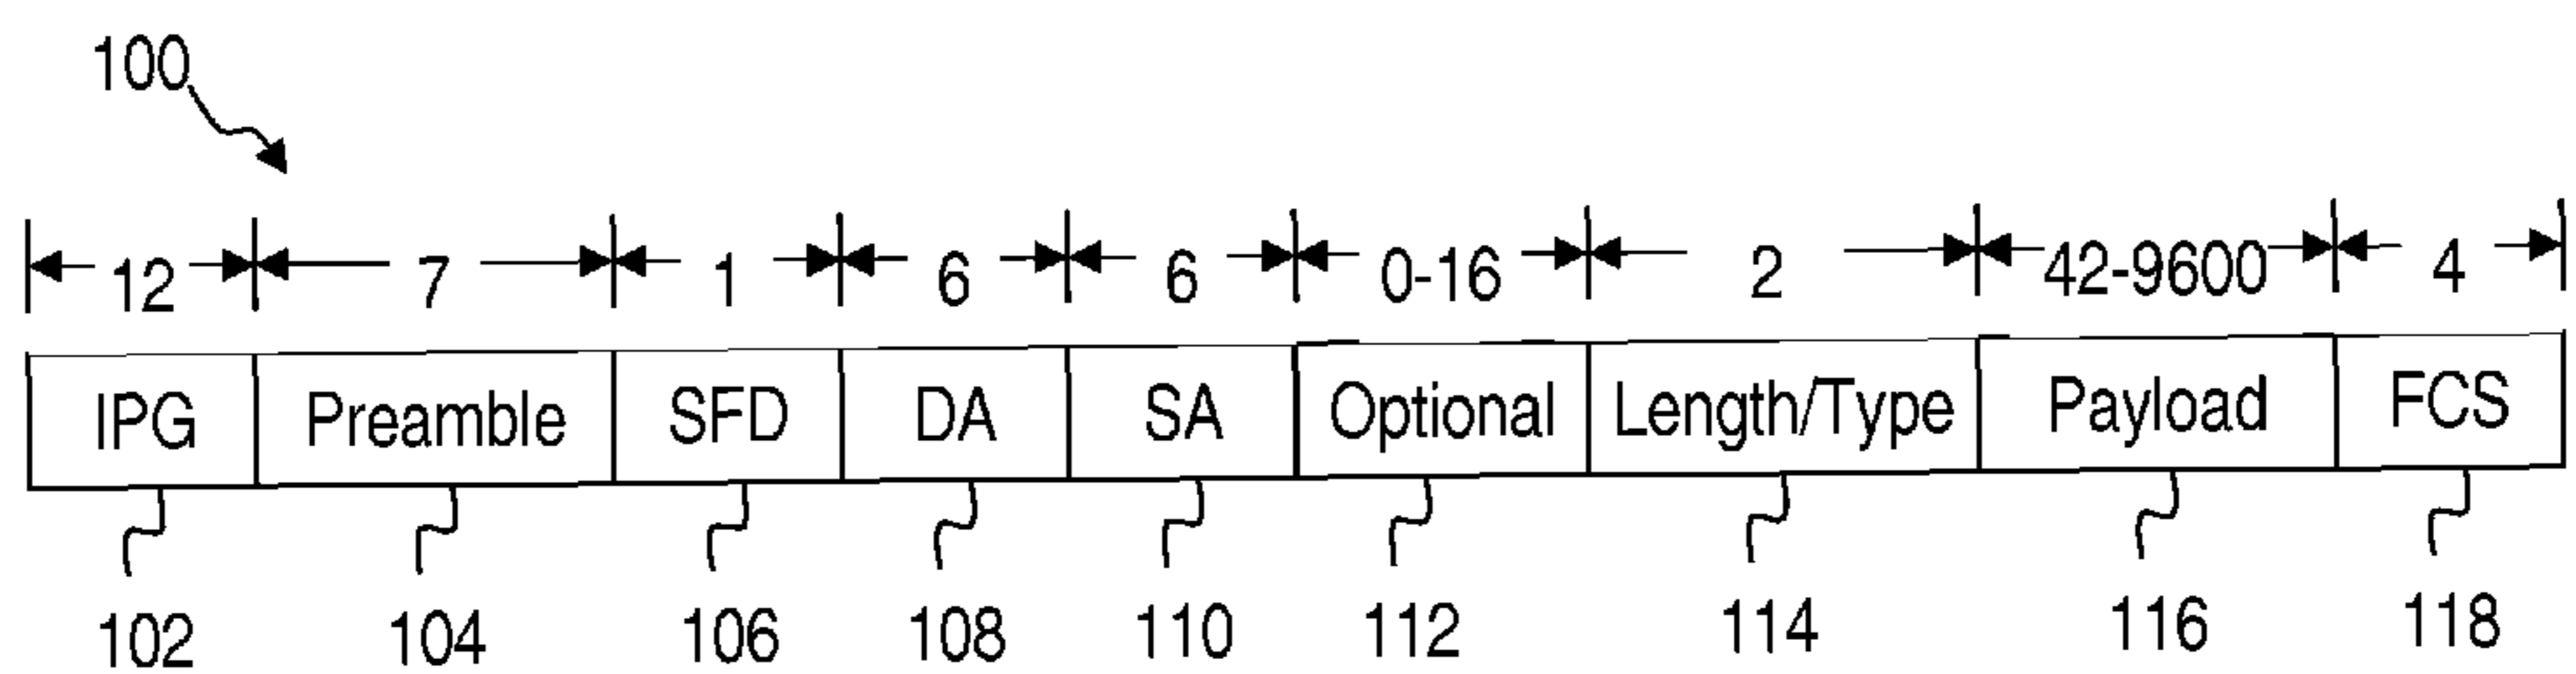 100
12 7 1 6 6 0-16 2 42-9600 4
IPG Preamble SFD DA SA Optional Length/Type Payload FCS
102 104 106 108 110 112 114 116 118